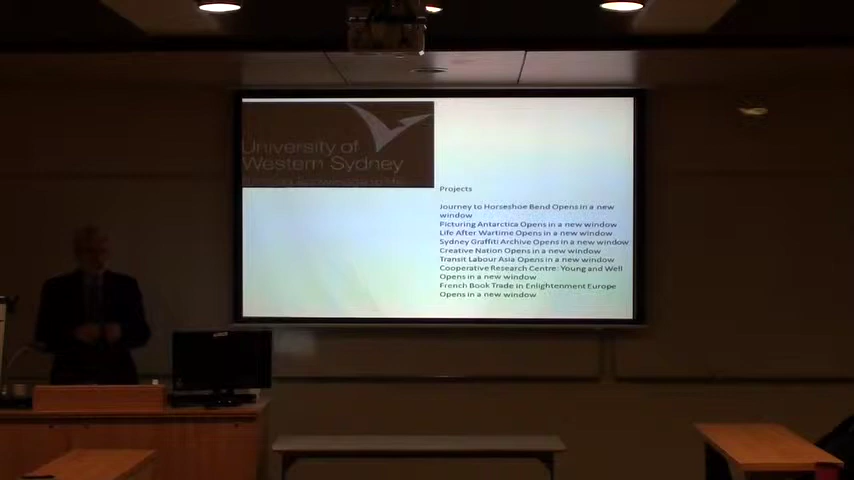 University of
Western Sydney
Projects
Journey to Horseshoe Bend Opens in a new
window
Picturing Antarctica Opens in a new window
Life After Wartime Opens in a new window
Sydney Graffiti Archive Opens in a new window
Creative Nation Opens in a new window
Transit Labour Asia Opens in a new window
Cooperative Research Centre: Young and Well
Opens in a new window
French Book Trade in Enlightenment Europe
Opens in a new window